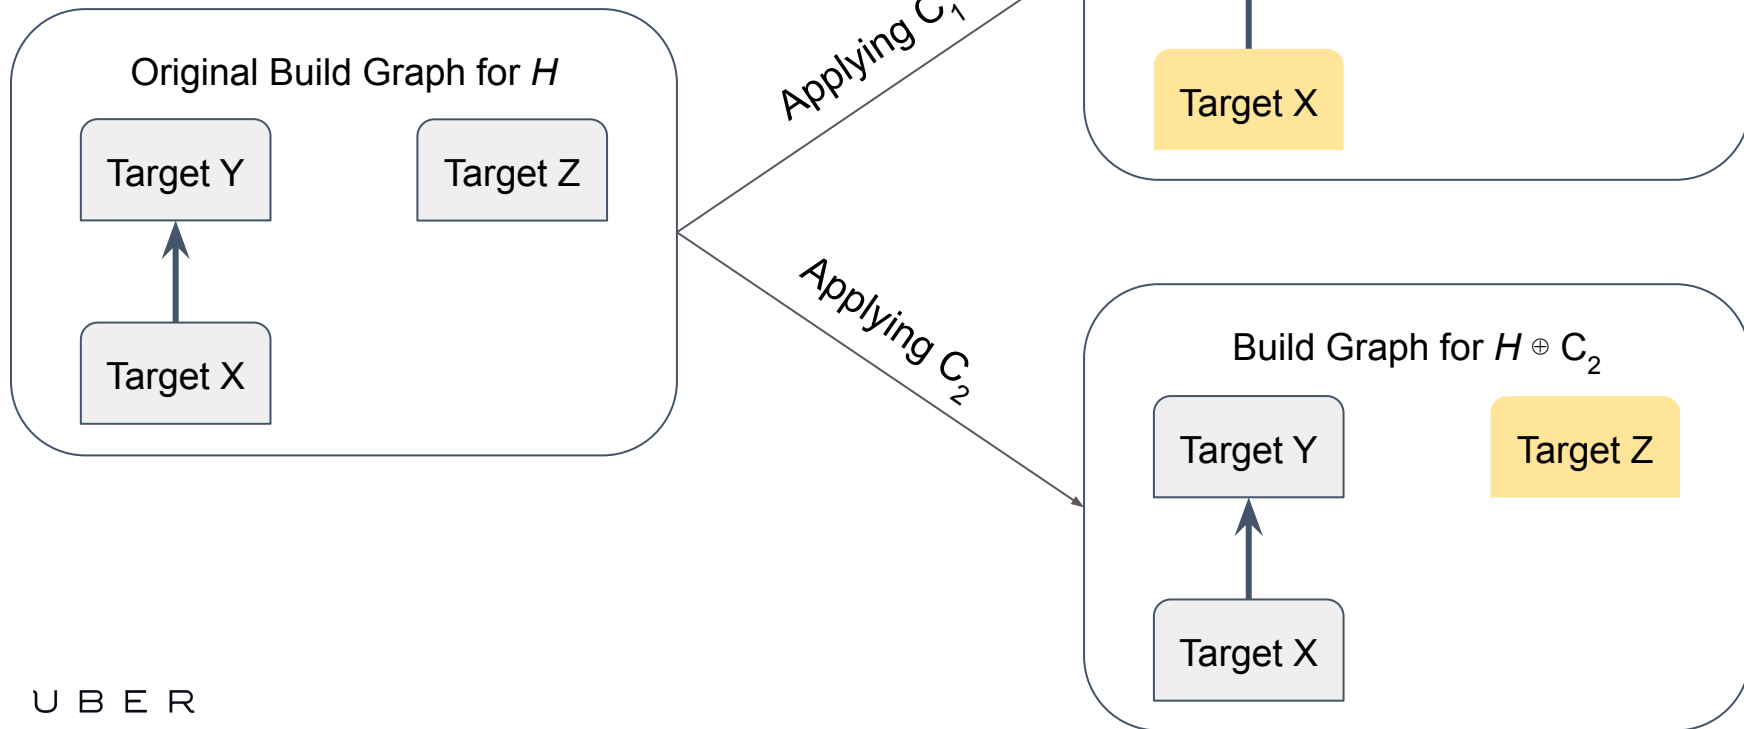 Original Build Graph for H
Target Y
Target Z
Target X
Applying C₁
Target X
Applying C₂
Build Graph for H ⊕ C₂
Target Y
Target Z
Target X
UBER